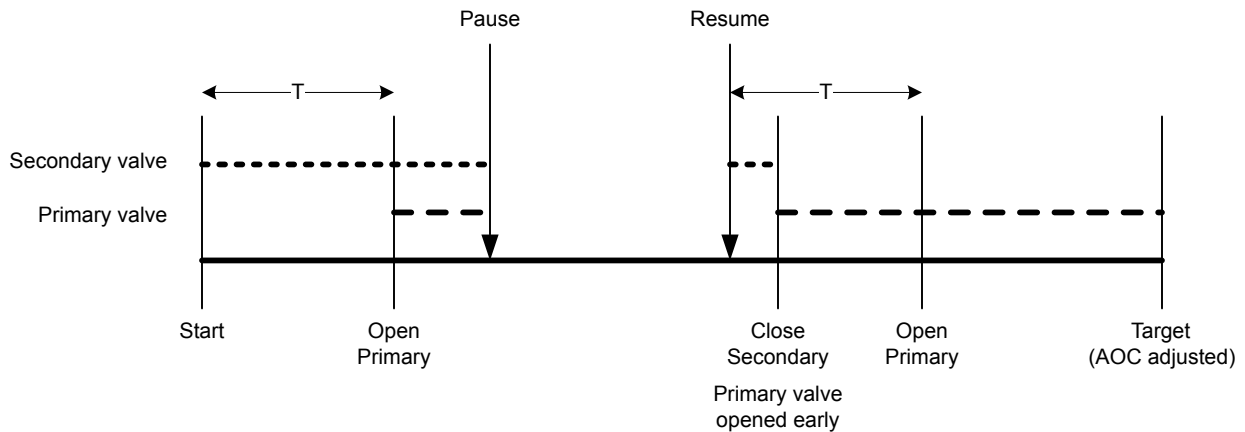 Pause
Resume
T
T
Secondary valve
Primary valve
Start
Open
Primary
Close
Secondary
Primary valve
opened early
Open
Primary
Target
(AOC adjusted)